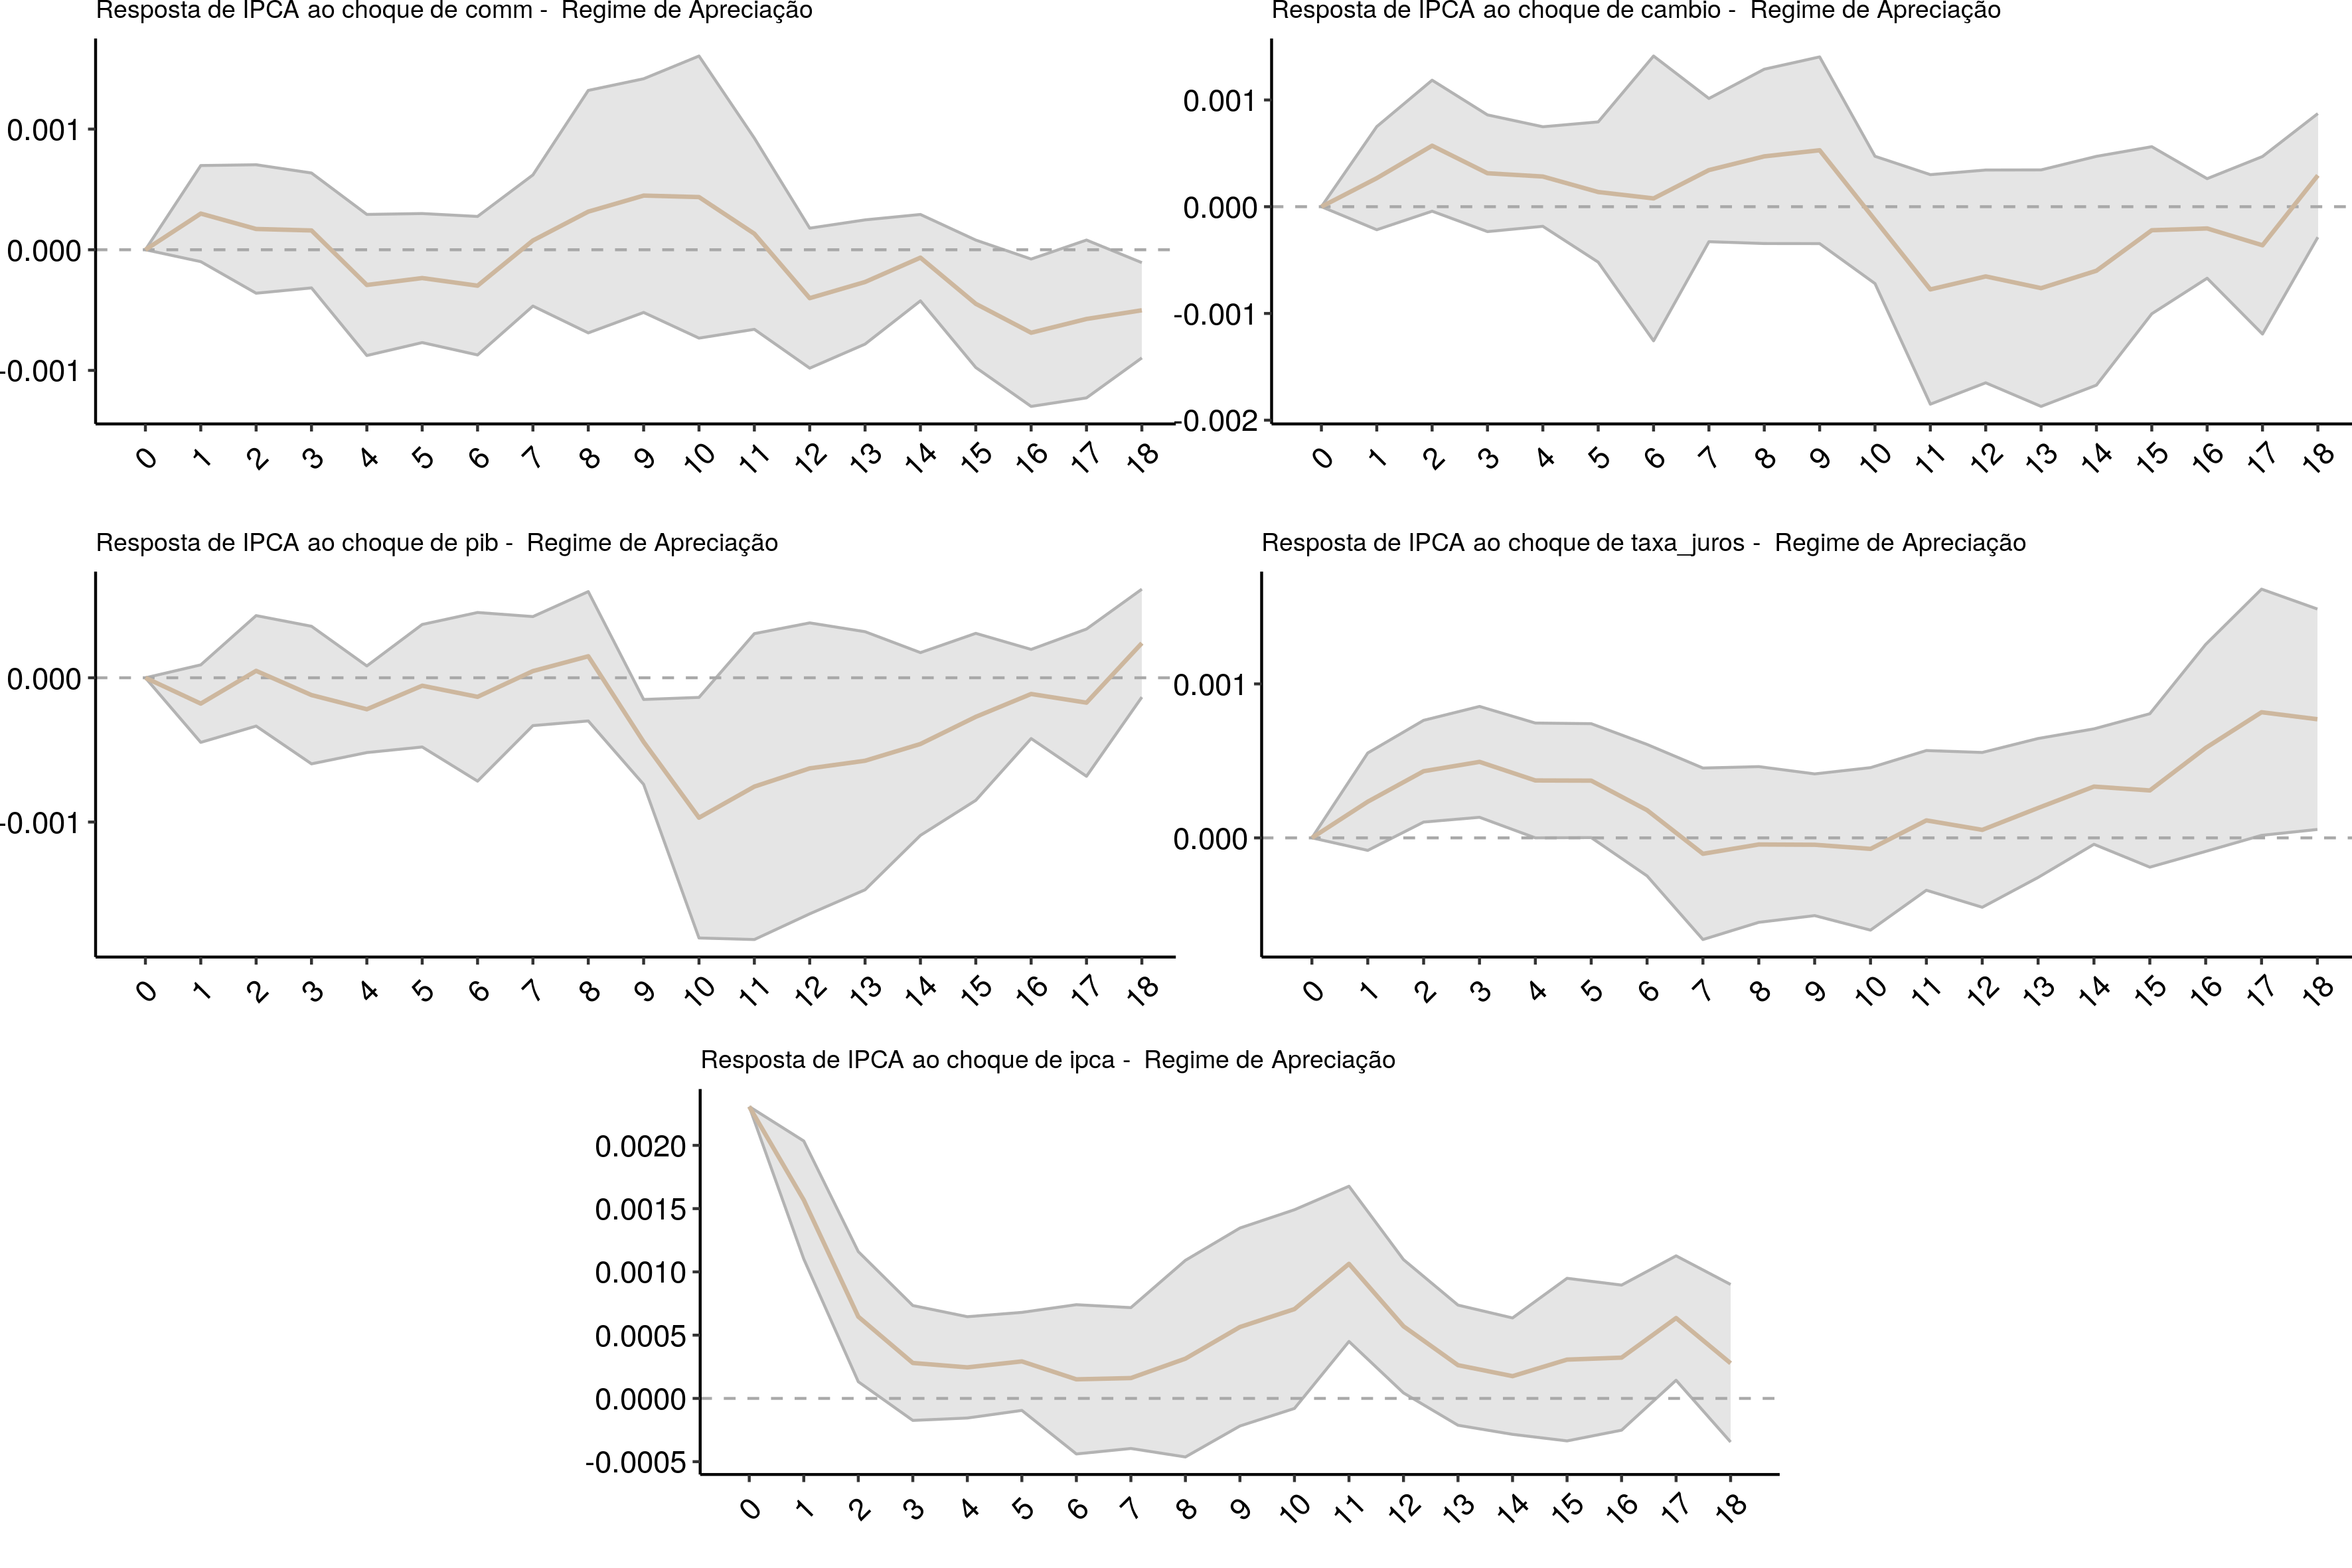 Resposta de IPCA ao choque de comm -  Regime de Apreciação
0.001
0.000
-0.001
0 1 2 3 4 5 6 7 8 9 10 11 12 13 14 15 16 17 18
Resposta de IPCA ao choque de cambio -  Regime de Apreciação
0.001
0.000
-0.001
-0.002
0 1 2 3 4 5 6 7 8 9 10 11 12 13 14 15 16 17 18
Resposta de IPCA ao choque de pib -  Regime de Apreciação
0.000
-0.001
0 1 2 3 4 5 6 7 8 9 10 11 12 13 14 15 16 17 18
Resposta de IPCA ao choque de taxa_juros -  Regime de Apreciação
0.001
0.000
0 1 2 3 4 5 6 7 8 9 10 11 12 13 14 15 16 17 18
Resposta de IPCA ao choque de ipca -  Regime de Apreciação
0.0020
0.0015
0.0010
0.0005
0.0000
-0.0005
0 1 2 3 4 5 6 7 8 9 10 11 12 13 14 15 16 17 18